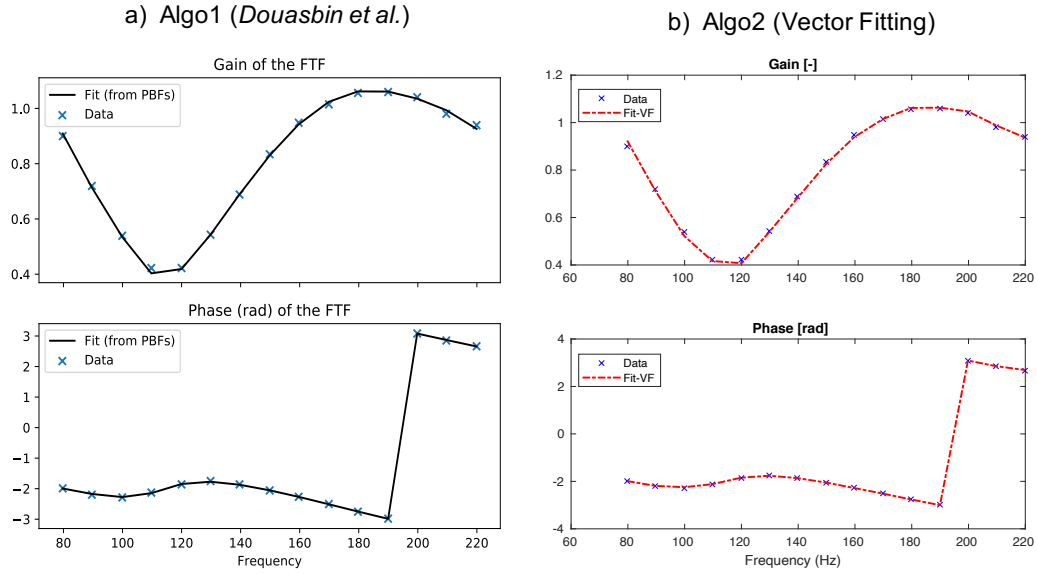 a) Algo1 (Douasbin et al.)
Gain of the FTF
Fit (from PBFs)
Data
1.0
0.8
0.6
0.4
Phase (rad) of the FTF
Fit (from PBFs)
Data
3
2
1
0
−1
−2
−3
80 100 120 140 160 180 200 220
Frequency
b) Algo2 (Vector Fitting)
Gain [-]
Data
Fit-VF
1.2
1
0.8
0.6
0.4
60 80 100 120 140 160 180 200 220
Phase [rad]
Data
Fit-VF
4
2
0
-2
-4
60 80 100 120 140 160 180 200 220
Frequency (Hz)